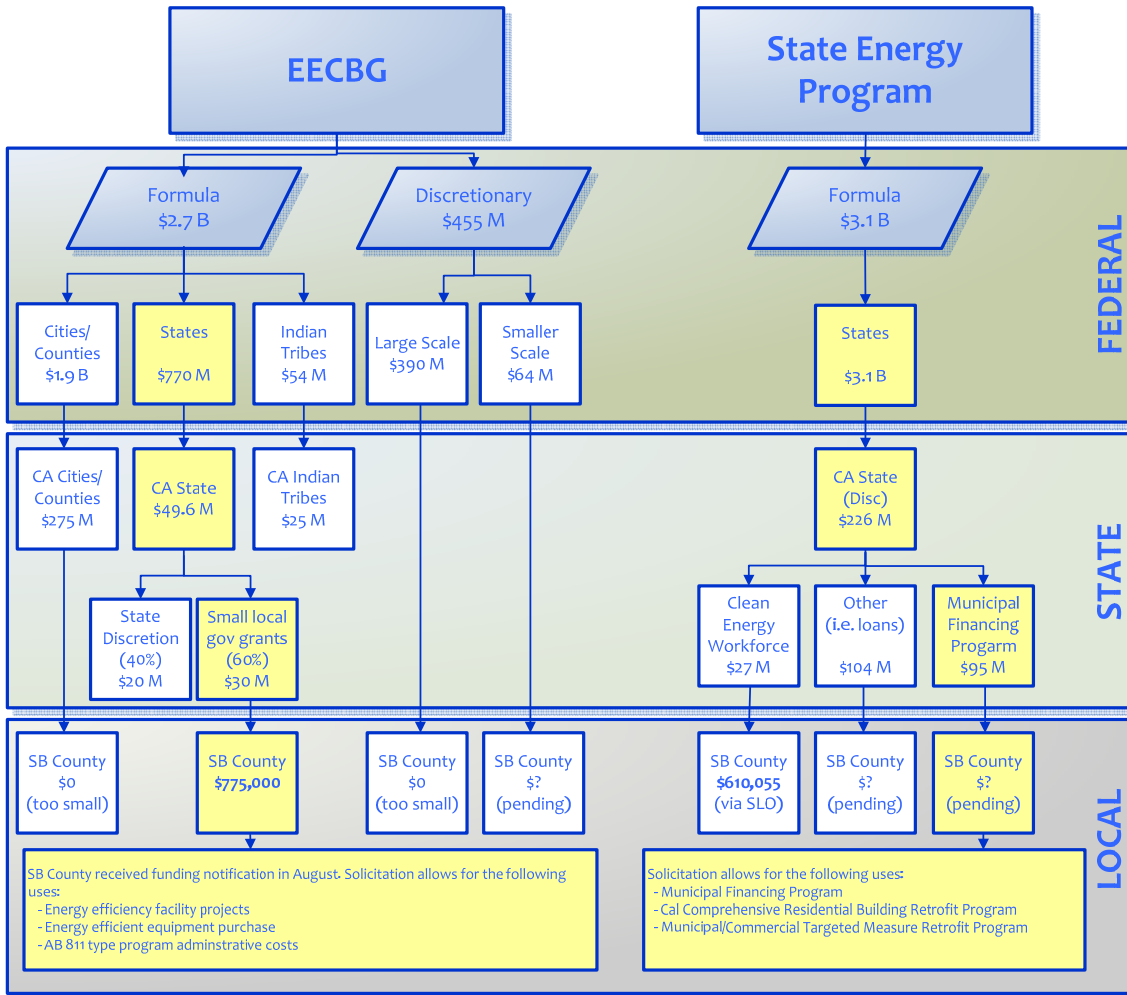 EECBG
State Energy
Program
FEDERAL
Formula
$2.7 B
Discretionary
$455 M
Formula
$3.1 B
Cities/
Counties
$1.9 B
States
$770 M
Indian
Tribes
$54 M
Large Scale
$390 M
Smaller
Scale
$64 M
States
$3.1 B
STATE
CA Cities/
Counties
$275 M
CA State
$49.6 M
CA Indian
Tribes
$25 M
CA State
(Disc)
$226 M
State
Discretion
(40%)
$20 M
Small local
gov grants
(60%)
$30 M
Clean
Energy
Workforce
$27 M
Other
(i.e. loans)
$104 M
Municipal
Financing
Progarm
$95 M
LOCAL
SB County
$0
(too small)
SB County
$775,000
SB County
$0
(too small)
SB County
$?
(pending)
SB County
$610,055
(via SLO)
SB County
$?
(pending)
SB County
$?
(pending)
SB County received funding notification in August. Solicitation allows for the following
uses:
- Energy efficiency facility projects
- Energy efficient equipment purchase
- AB 811 type program adminstrative costs
Solicitation allows for the following uses:
- Municipal Financing Program
- Cal Comprehensive Residential Building Retrofit Program
- Municipal/Commercial Targeted Measure Retrofit Program